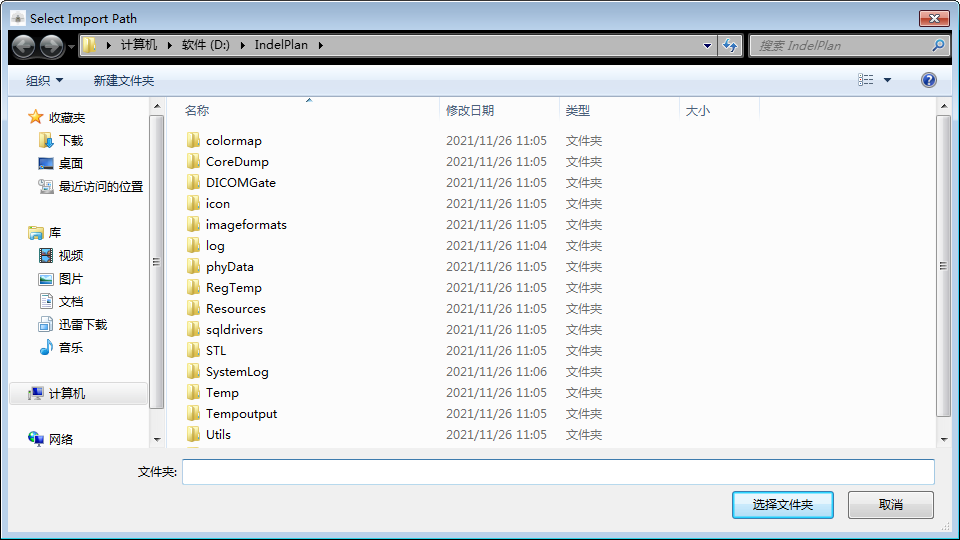 Select Import Path
计算机 软件 (D:) IndelPlan
搜索 IndelPlan
组织 新建文件夹
收藏夹
下载
桌面
最近访问的位置
库
视频
图片
文档
迅雷下载
音乐
计算机
网络
名称 修改日期 类型 大小
colormap 2021/11/26 11:05 文件夹
CoreDump 2021/11/26 11:05 文件夹
DICOMGate 2021/11/26 11:05 文件夹
icon 2021/11/26 11:05 文件夹
imageformats 2021/11/26 11:05 文件夹
log 2021/11/26 11:04 文件夹
phyData 2021/11/26 11:05 文件夹
RegTemp 2021/11/26 11:05 文件夹
Resources 2021/11/26 11:05 文件夹
sqldrivers 2021/11/26 11:05 文件夹
STL 2021/11/26 11:05 文件夹
SystemLog 2021/11/26 11:06 文件夹
Temp 2021/11/26 11:05 文件夹
Tempoutput 2021/11/26 11:05 文件夹
Utils 2021/11/26 11:05 文件夹
文件夹:
选择文件夹 取消